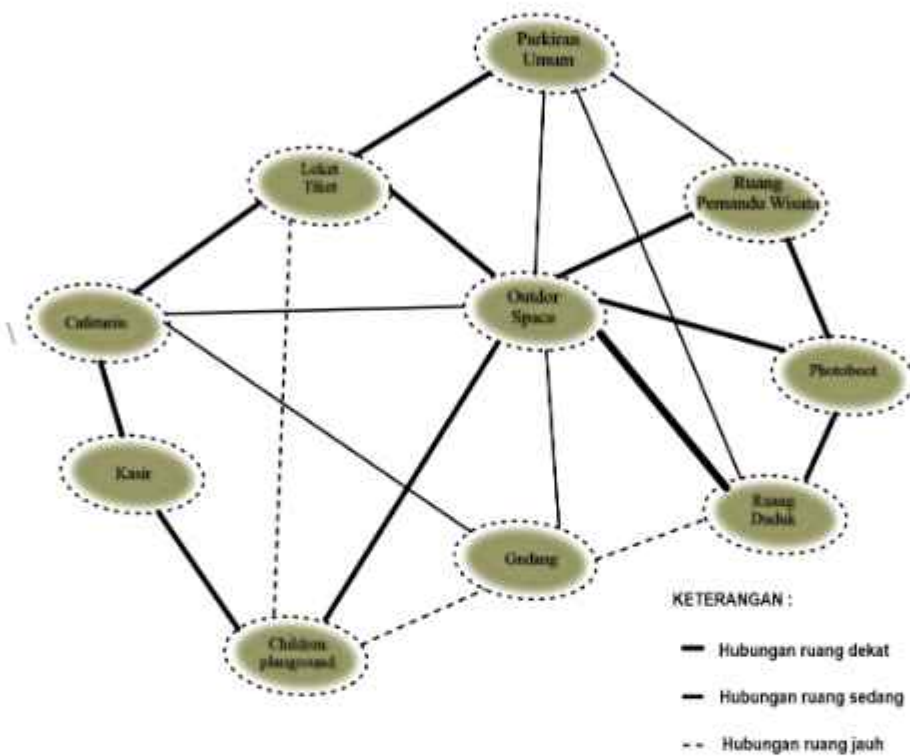 Parkiran
Umum
Loket
Tiket
Ruang
Pemandu Wisata
Outdor
Space
Cafetaria
Photoboot
Kasir
Ruang
Duduk
Gudang
Children
playground
KETERANGAN :
Hubungan ruang dekat
Hubungan ruang sedang
Hubungan ruang jauh